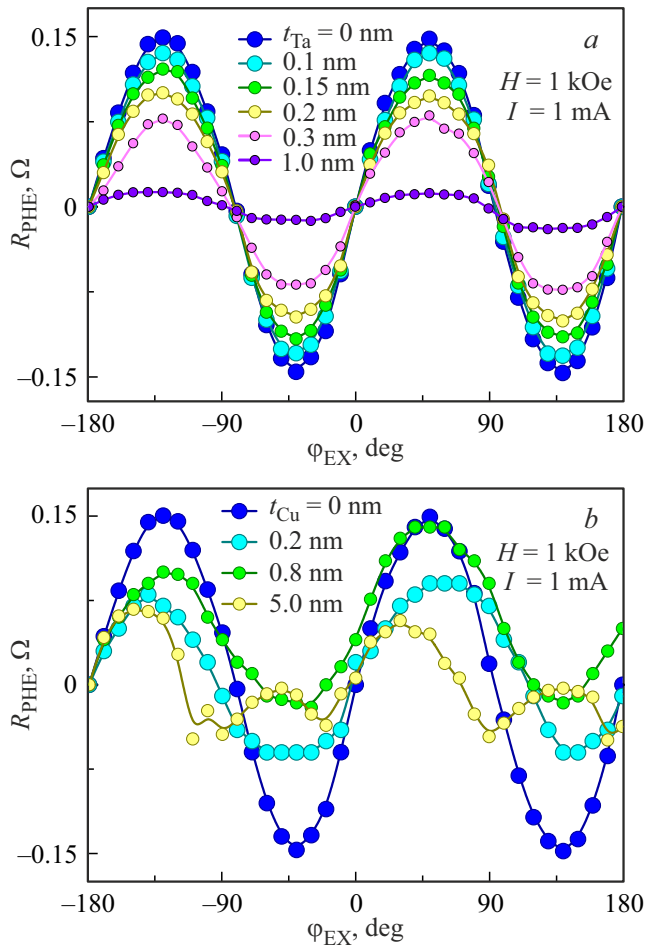 0.15
t_Ta = 0 nm
a
0.1 nm
0.15 nm
H = 1 kOe
0.2 nm
I = 1 mA
0.3 nm
1.0 nm
R_PHE, Ω
0
–0.15
–180
–90
0
90
180
φ_EX, deg
0.15
t_Cu = 0 nm
b
0.2 nm
H = 1 kOe
0.8 nm
I = 1 mA
5.0 nm
R_PHE, Ω
0
–0.15
–180
–90
0
90
180
φ_EX, deg